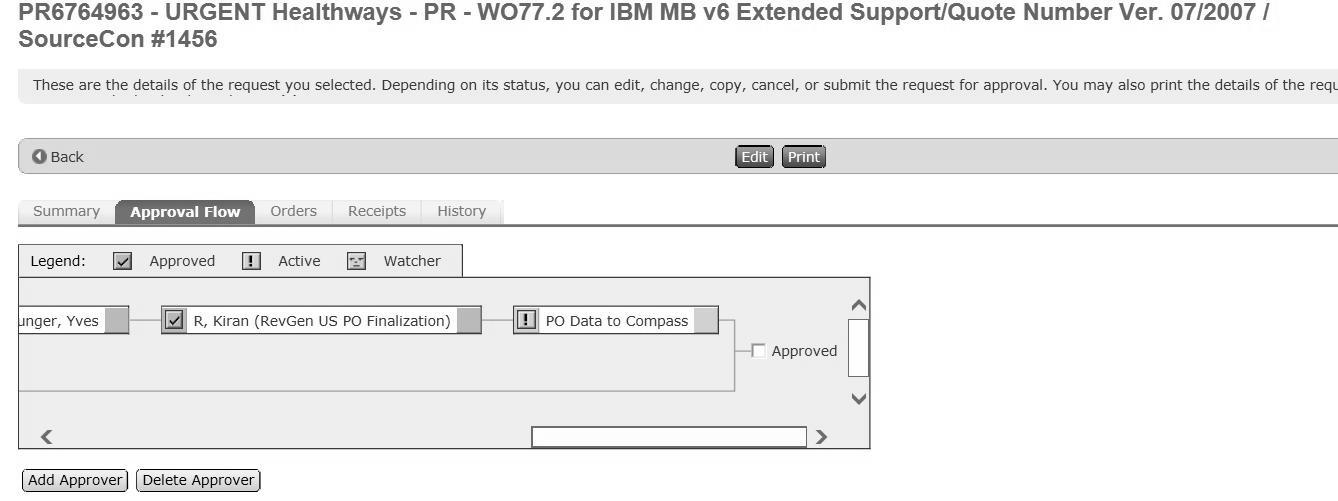 PR6764963 - URGENT Healthways - PR - WO77.2 for IBM MB v6 Extended Support/Quote Number Ver. 07/2007 /
SourceCon #1456
These are the details of the request you selected. Depending on its status, you can edit, change, copy, cancel, or submit the request for approval. You may also print the details of the
Back
Edit Print
Summary Approval Flow Orders Receipts History
Legend: Approved Active Watcher
unger, Yves R, Kiran (RevGen US PO Finalization) PO Data to Compass
Approved
Add Approver Delete Approver